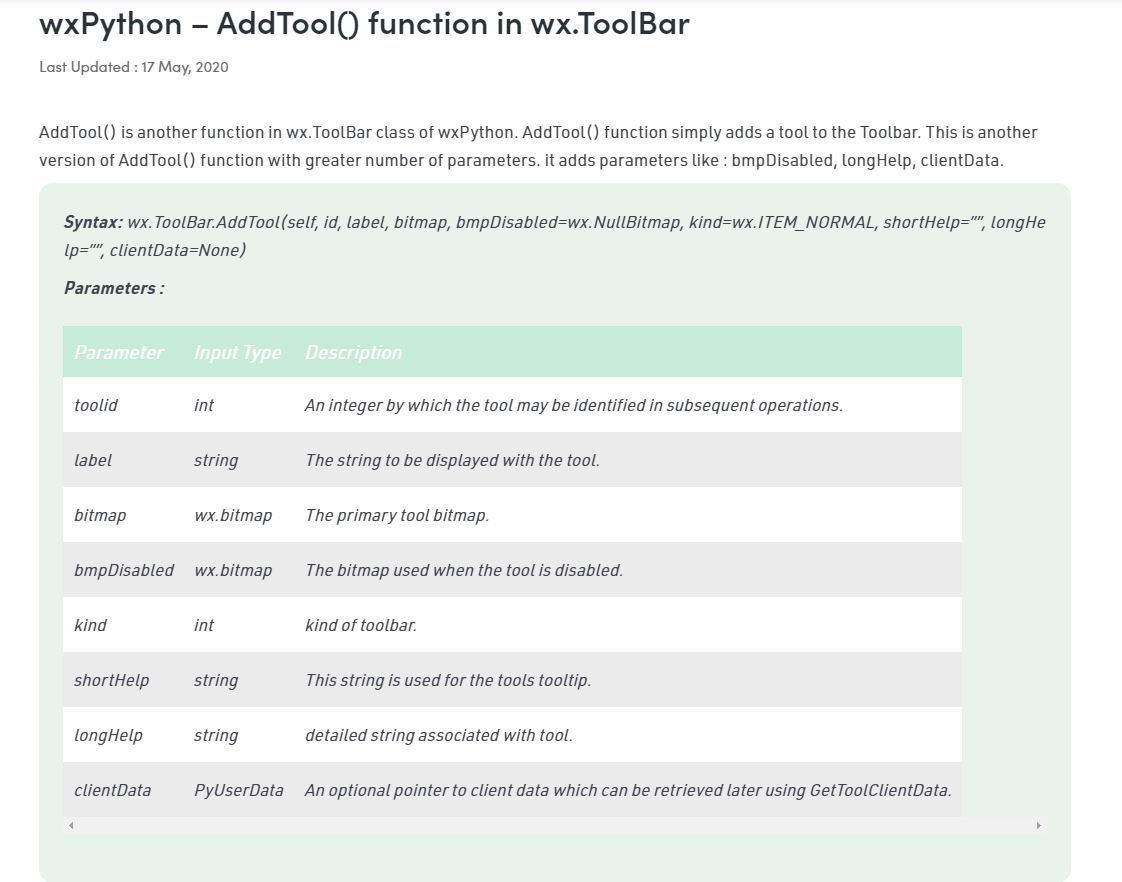 wxPython – AddTool() function in wx.ToolBar
Last Updated : 17 May, 2020
AddTool() is another function in wx.ToolBar class of wxPython. AddTool() function simply adds a tool to the Toolbar. This is another
version of AddTool() function with greater number of parameters. it adds parameters like : bmpDisabled, longHelp, clientData.
Syntax: wx.ToolBar.AddTool(self, id, label, bitmap, bmpDisabled=wx.NullBitmap, kind=wx.ITEM_NORMAL, shortHelp=””, longHe
lp=””, clientData=None)
Parameters :
Parameter Input Type Description
toolid int An integer by which the tool may be identified in subsequent operations.
label string The string to be displayed with the tool.
bitmap wx.bitmap The primary tool bitmap.
bmpDisabled wx.bitmap The bitmap used when the tool is disabled.
kind int kind of toolbar.
shortHelp string This string is used for the tools tooltip.
longHelp string detailed string associated with tool.
clientData PyUserData An optional pointer to client data which can be retrieved later using GetToolClientData.